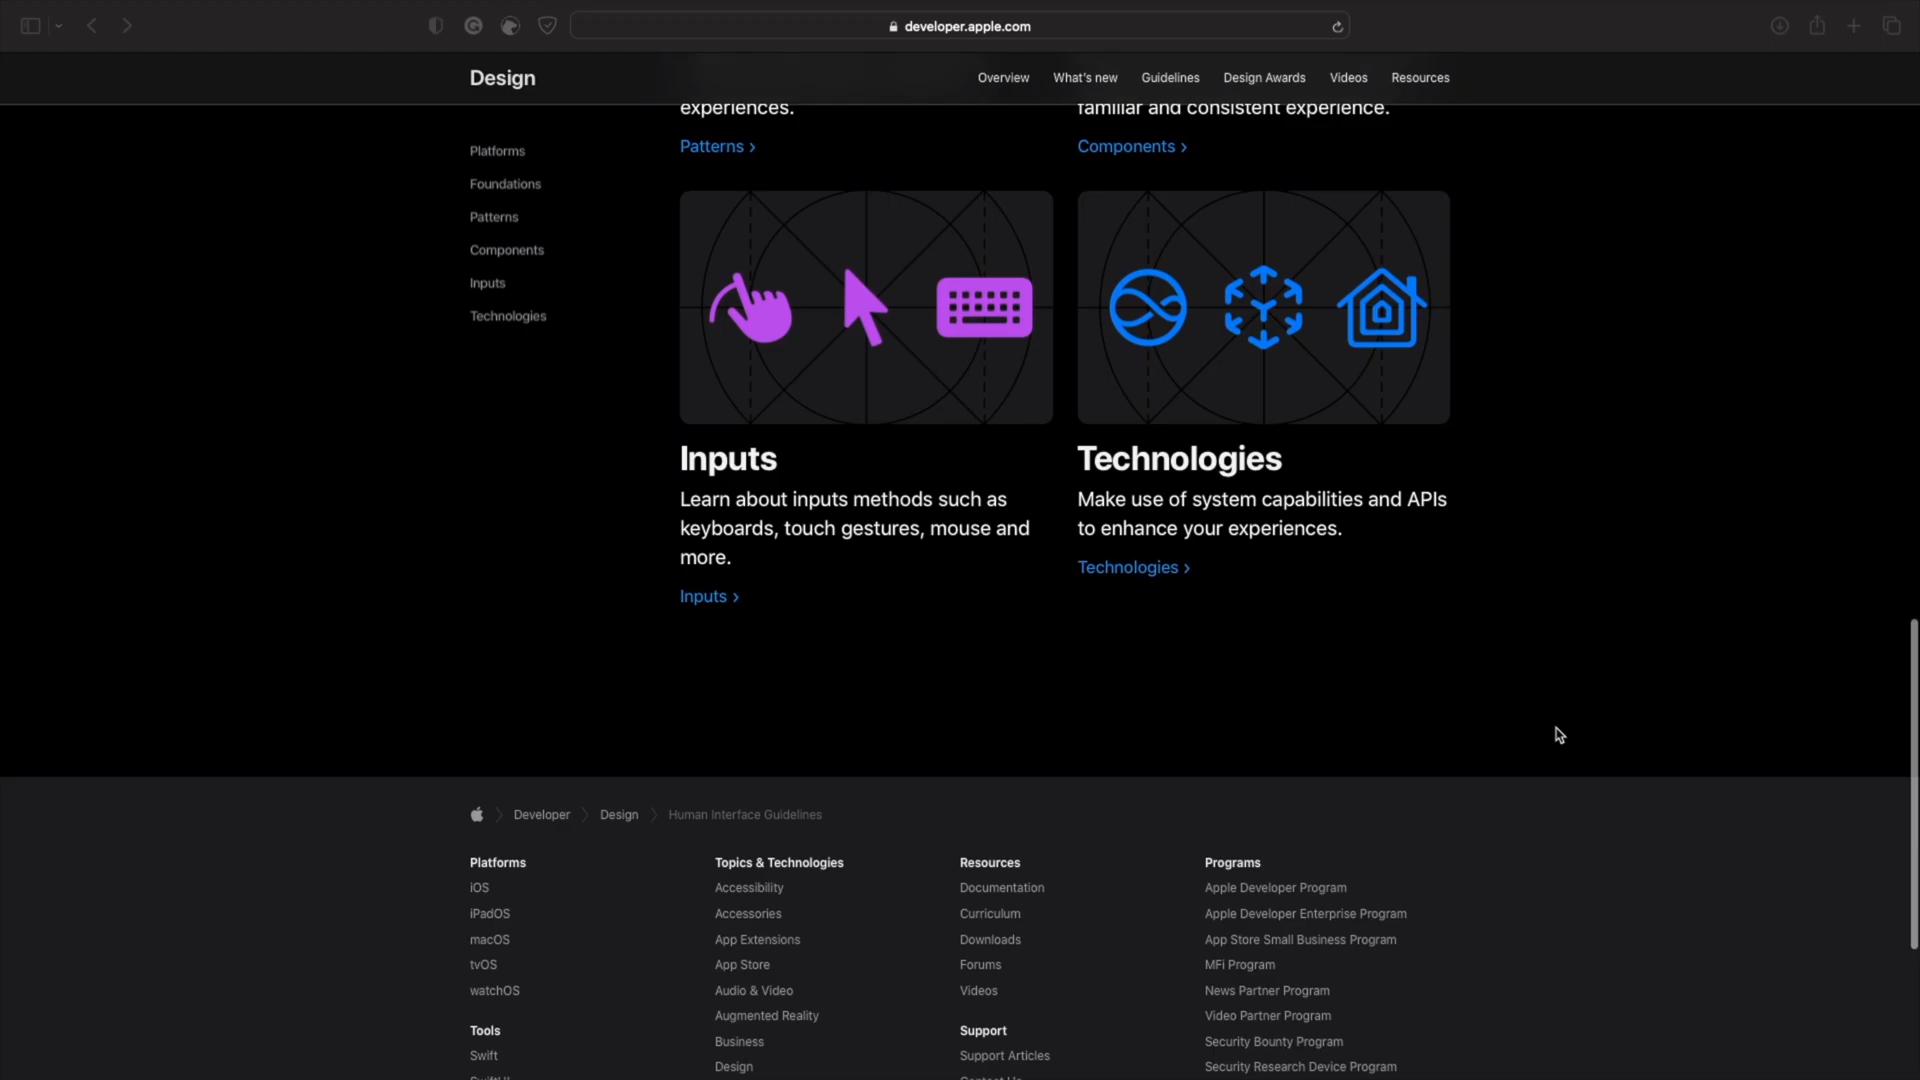 developer.apple.com
Design
Overview
What's new
Guidelines
Design Awards
Videos
Resources
Platforms
Foundations
Patterns
Components
Inputs
Technologies
experiences.
Patterns >
familiar and consistent experience.
Components >
Inputs
Learn about inputs methods such as
keyboards, touch gestures, mouse and
more.
Inputs >
Technologies
Make use of system capabilities and APIs
to enhance your experiences.
Technologies >
Developer
Design
Human Interface Guidelines
Platforms
iOS
iPadOS
macOS
tvOS
watchOS
Tools
Swift
SwiftUI
Topics & Technologies
Accessibility
Accessories
App Extensions
App Store
Audio & Video
Augmented Reality
Business
Design
Resources
Documentation
Curriculum
Downloads
Forums
Videos
Support
Support Articles
Contact Us
Programs
Apple Developer Program
Apple Developer Enterprise Program
App Store Small Business Program
MFi Program
News Partner Program
Video Partner Program
Security Bounty Program
Security Research Device Program